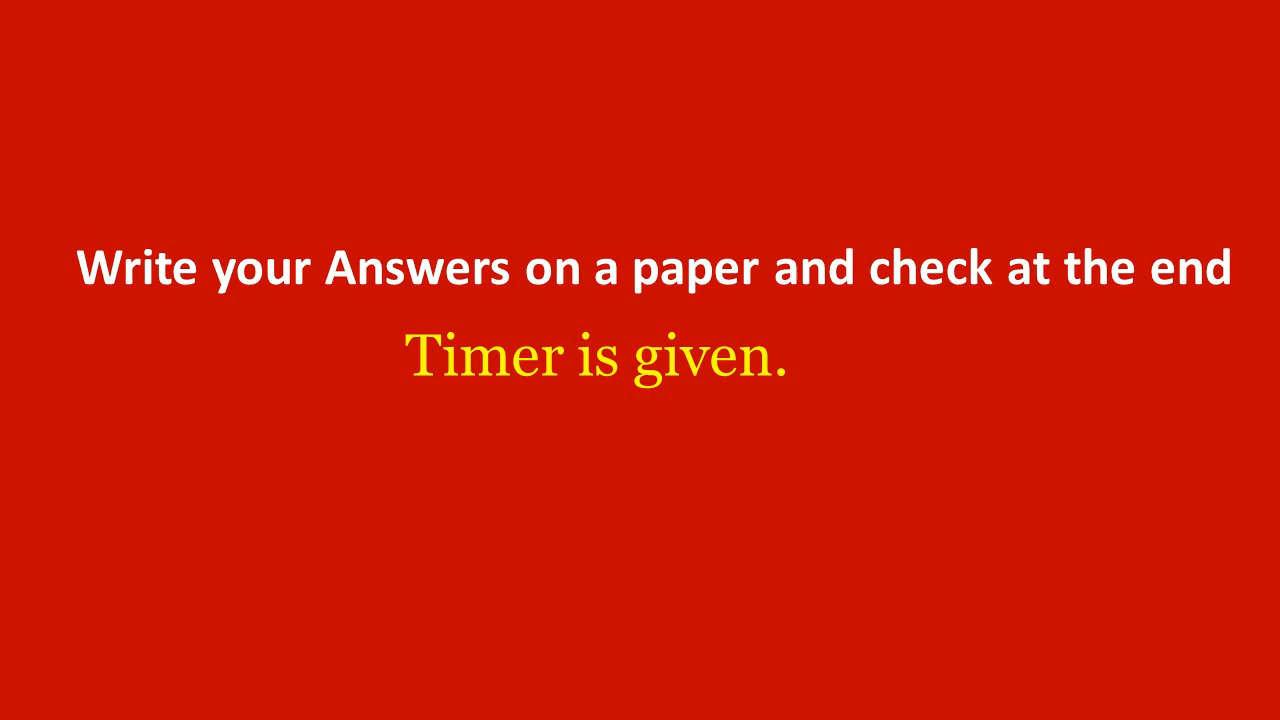 Write your Answers on a paper and check at the end
Timer is given.